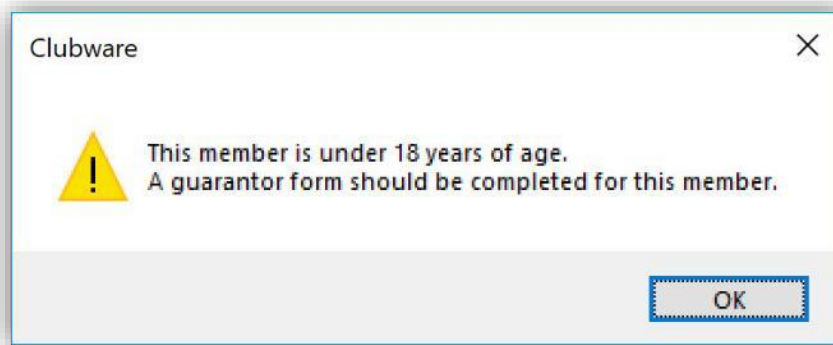 Clubware
This member is under 18 years of age.
A guarantor form should be completed for this member.
OK